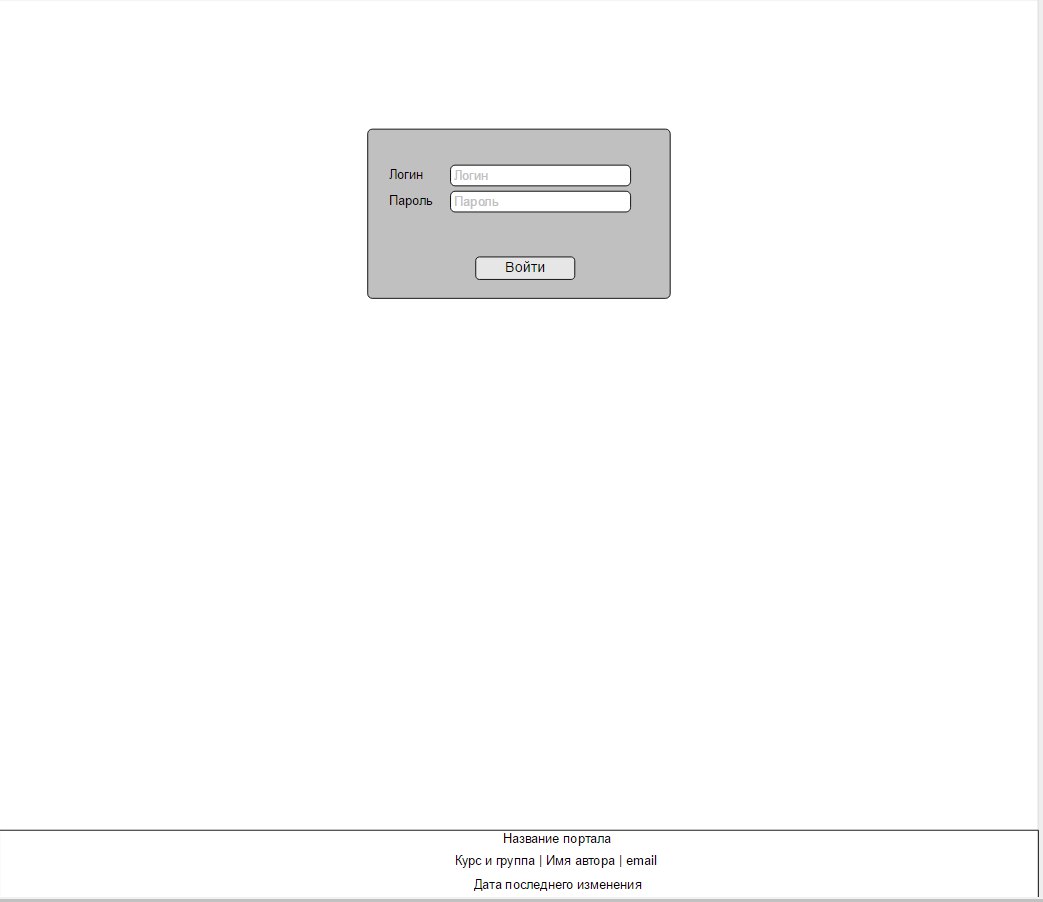 Логин Логин
Пароль Пароль
Войти
Название портала
Курс и группа | Имя автора | email
Дата последнего изменения